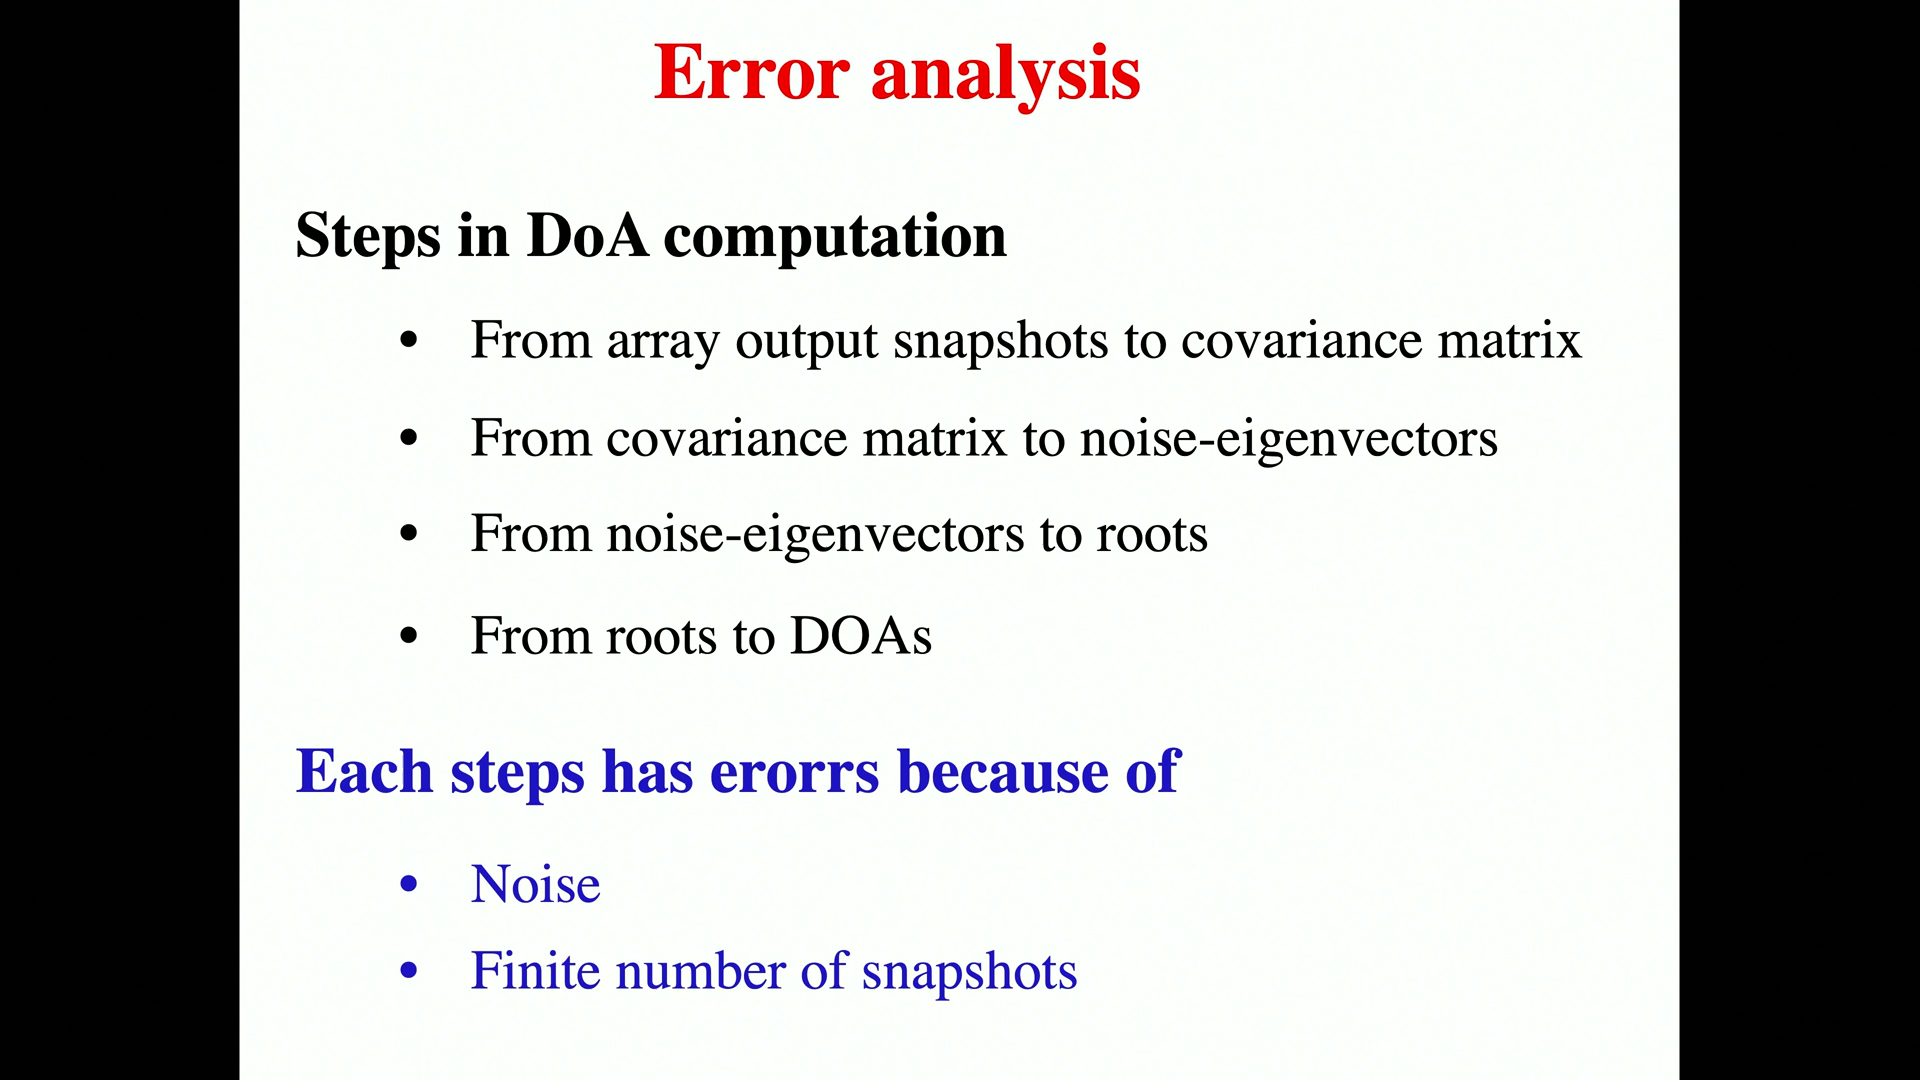 Error analysis
Steps in DoA computation
• From array output snapshots to covariance matrix
• From covariance matrix to noise-eigenvectors
• From noise-eigenvectors to roots
• From roots to DOAs
Each steps has erorrs because of
• Noise
• Finite number of snapshots